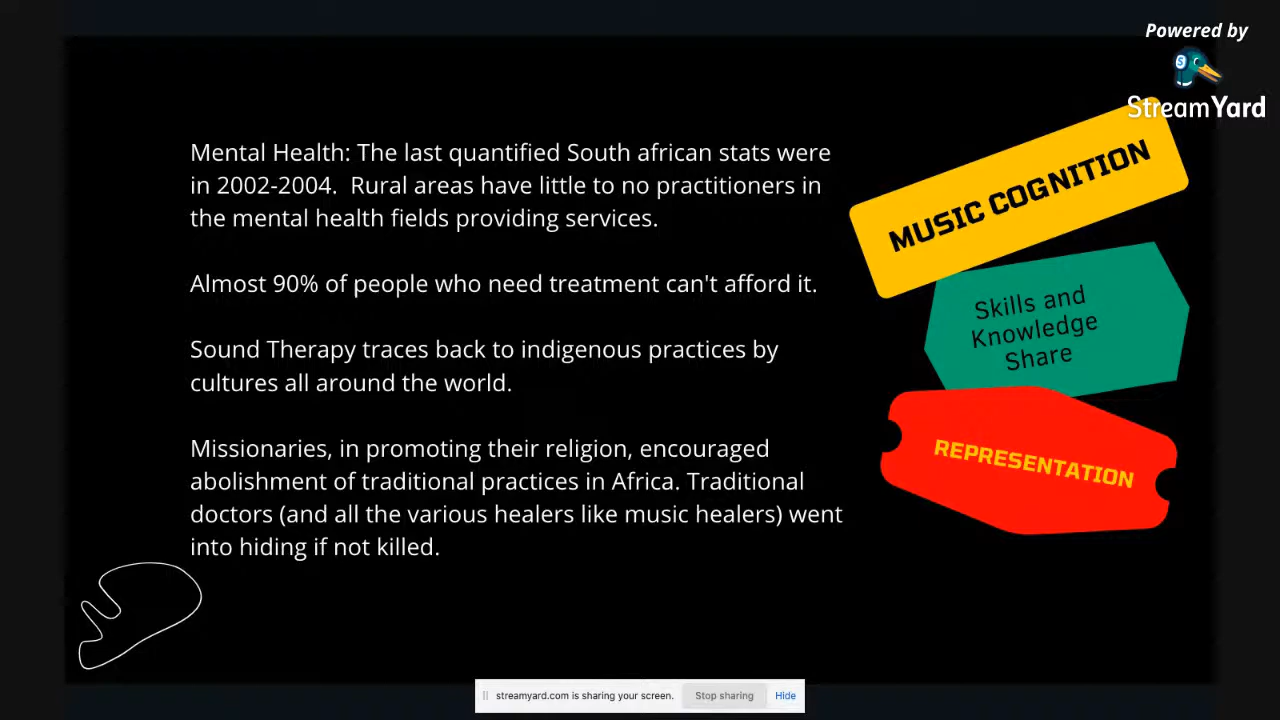 Powered by
StreamYard
Mental Health: The last quantified South african stats were
in 2002-2004. Rural areas have little to no practitioners in
the mental health fields providing services.
Almost 90% of people who need treatment can't afford it.
Sound Therapy traces back to indigenous practices by
cultures all around the world.
Missionaries, in promoting their religion, encouraged
abolishment of traditional practices in Africa. Traditional
doctors (and all the various healers like music healers) went
into hiding if not killed.
MUSIC COGNITION
Skills and
Knowledge
Share
REPRESENTATION
streamyard.com is sharing your screen.
Stop sharing
Hide